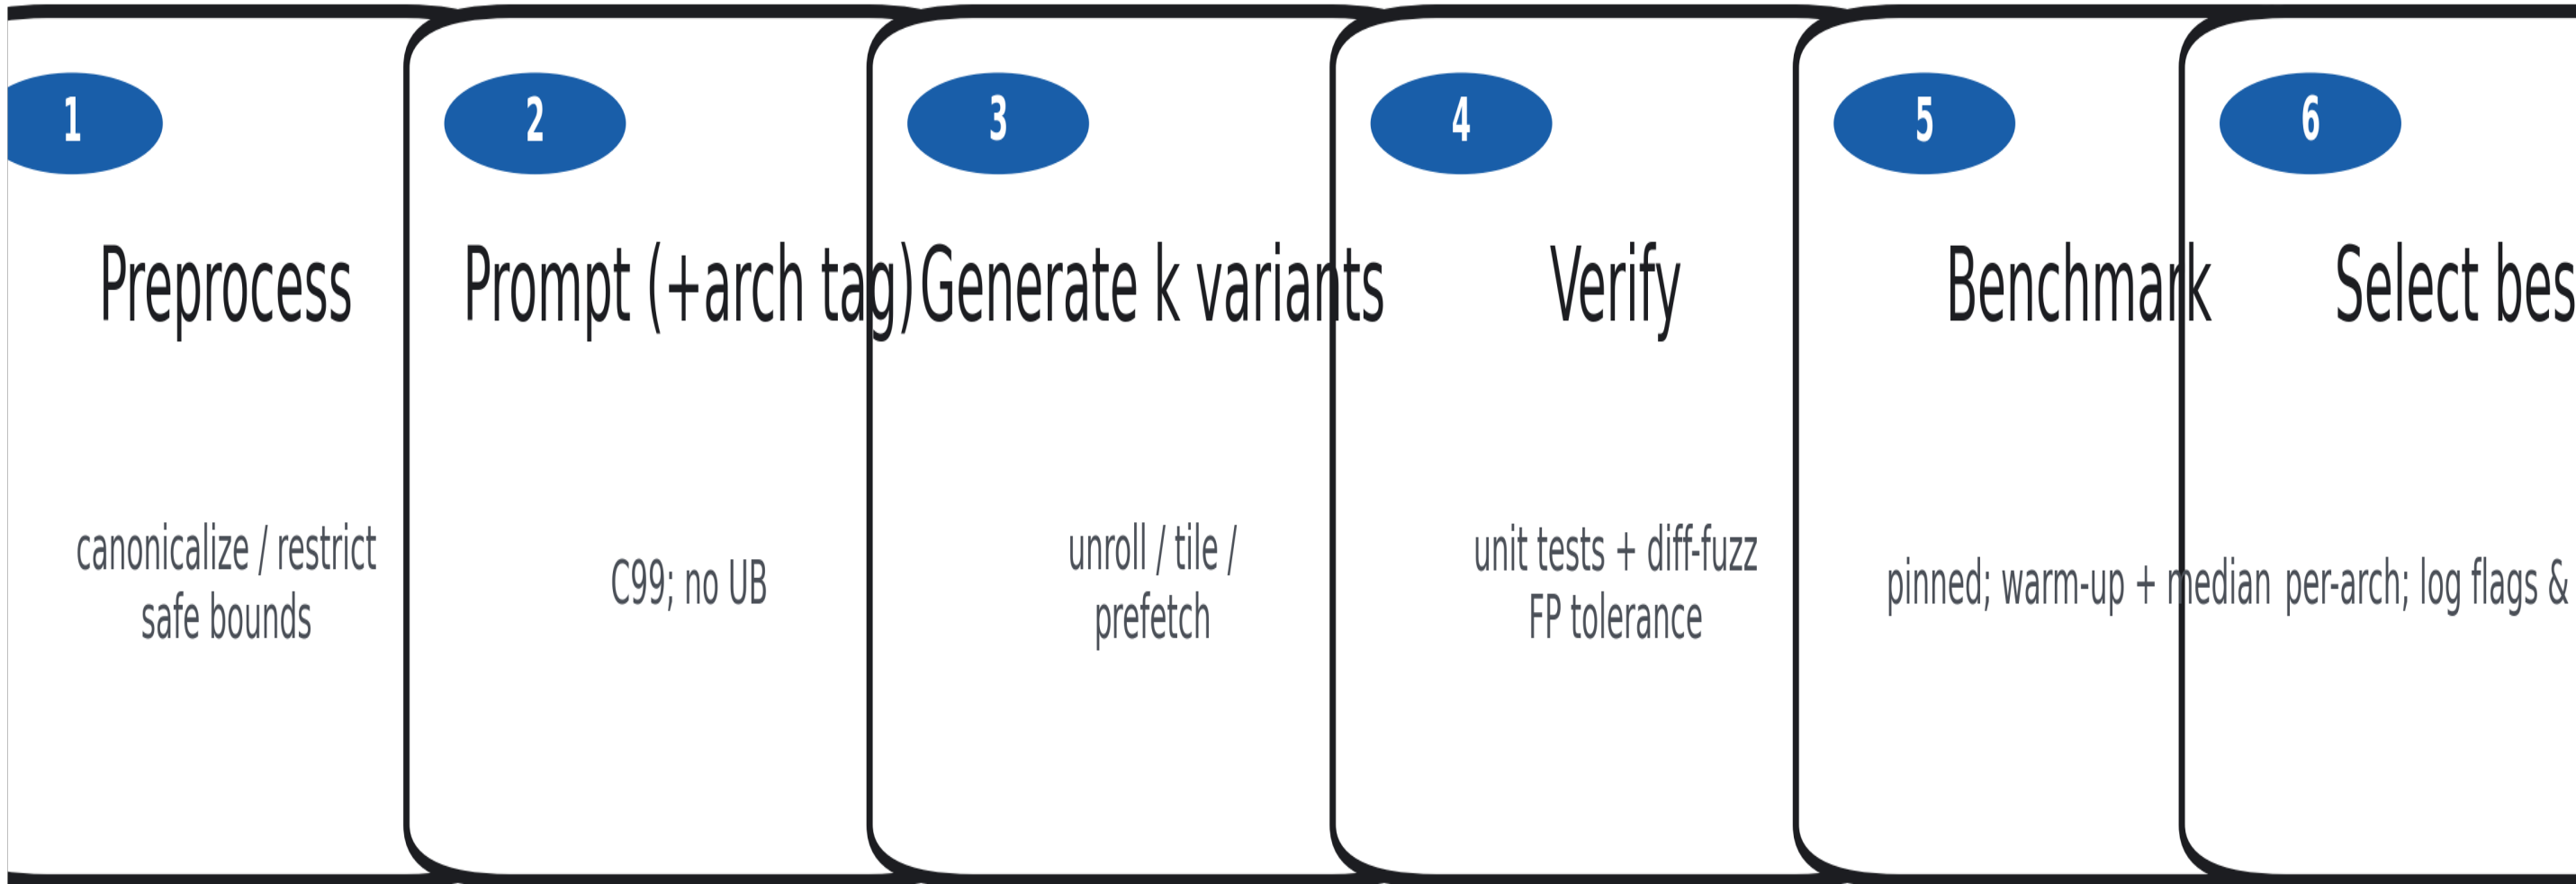 1
Preprocess
canonicalize / restrict
safe bounds
2
Prompt (+arch tag)
C99; no UB
3
Generate k variants
unroll / tile /
prefetch
4
Verify
unit tests + diff-fuzz
FP tolerance
5
Benchmark
pinned; warm-up + median
6
Select bes
per-arch; log flags &